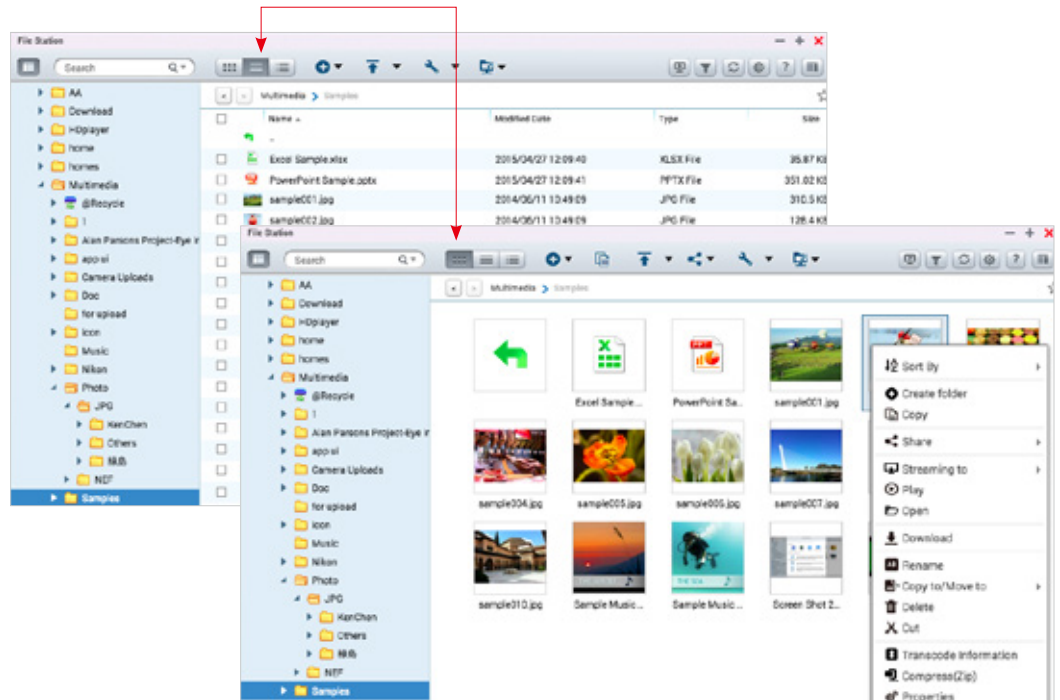 File Station
Search
AA
Download
HDplayer
home
homes
Multimedia
@Recycle
1
Alan Parsons Project-Eye in
app-ui
Camera Uploads
Doc
for upload
icon
Music
Nikon
Photo
JPG
KenChen
Others
NEF
Samples
Multimedia > Samples
Name Modified Date Type Size
Excel Sample.xlsx 2015/04/27 12:09:40 XLSX File 35.87 KB
PowerPoint Sample.pptx 2015/04/27 12:09:41 PPTX File 351.02 KB
sample001.jpg 2014/06/11 10:49:09 JPG File 310.5 KB
sample002.jpg 2014/06/11 10:49:09 JPG File 128.4 KB
File Station
Search
AA
Download
HDplayer
home
homes
Multimedia
@Recycle
1
Alan Parsons Project-Eye in
app-ui
Camera Uploads
Doc
for upload
icon
Music
Nikon
Photo
JPG
KenChen
Others
NEF
Samples
Multimedia > Samples
Excel Sample... PowerPoint Sa... sample001.jpg
sample004.jpg sample005.jpg sample006.jpg sample007.jpg
sample010.jpg Sample Music... Sample Music... Screen Shot 2...
Sort By
Create folder
Copy
Share
Streaming to
Play
Open
Download
Rename
Copy to/Move to
Delete
Cut
Transcode Information
Compress(Zip)
Properties